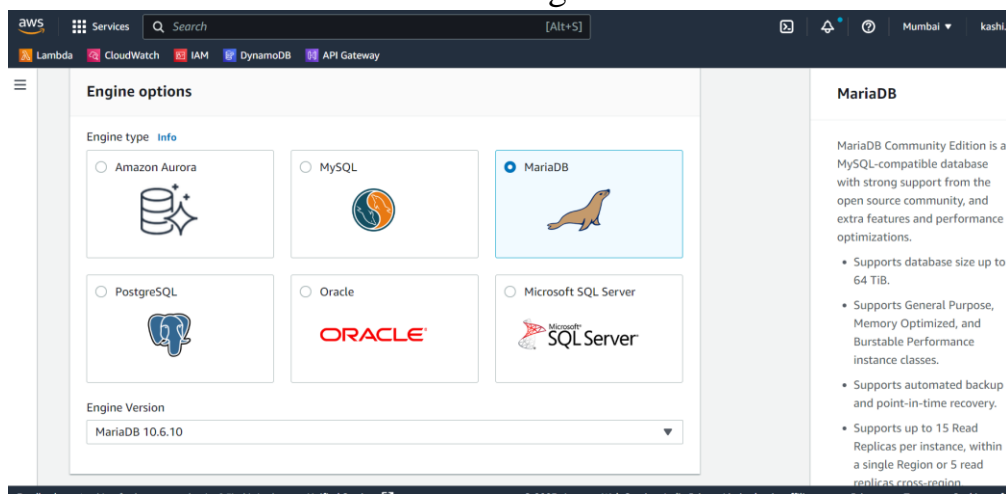 aws
Services
Search
[Alt+S]
Mumbai
kashi.
Lambda
CloudWatch
IAM
DynamoDB
API Gateway
Engine options
Engine type Info
Amazon Aurora
MySQL
MariaDB
PostgreSQL
Oracle
ORACLE
Microsoft SQL Server
Microsoft
SQL Server
Engine Version
MariaDB 10.6.10
MariaDB
MariaDB Community Edition is a
MySQL-compatible database
with strong support from the
open source community, and
extra features and performance
optimizations.
• Supports database size up to
64 TiB.
• Supports General Purpose,
Memory Optimized, and
Burstable Performance
instance classes.
• Supports automated backup
and point-in-time recovery.
• Supports up to 15 Read
Replicas per instance, within
a single Region or 5 read
replicas cross-region.